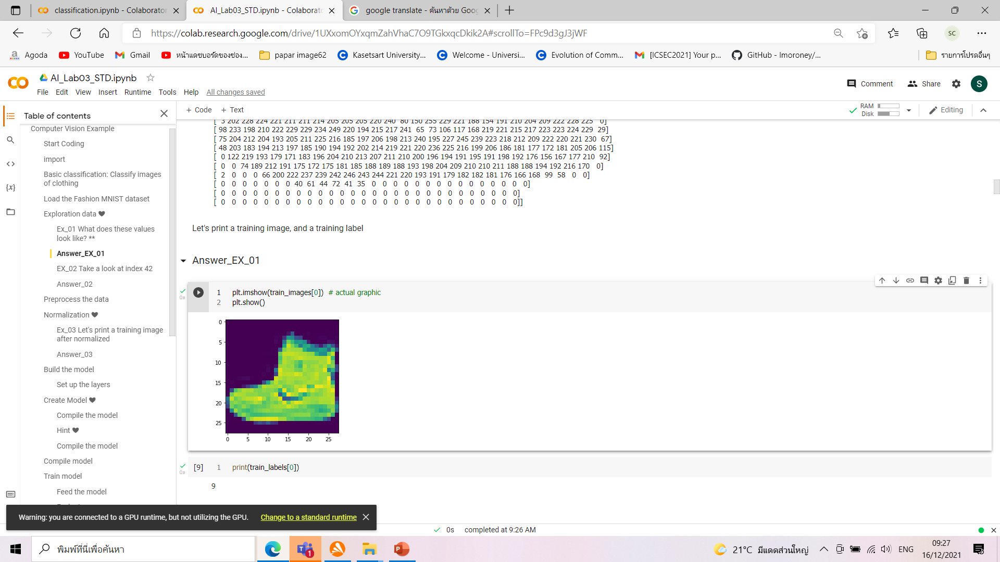 classification.ipynb - Colaborator
AI_Lab03_STD.ipynb - Colaborato
google translate - ค้นหาด้วย Goog
https://colab.research.google.com/drive/1UXxomOYxqmZahVhaC7O9TGkxqcDkik2A#scrollTo=FPc9d3gJ3jWF
SC
Agoda
YouTube
Gmail
หน้าแดชบอร์ดของช่อง...
papar image62
Kasetsart University...
Welcome - Universi...
Evolution of Comm...
[ICSEC2021] Your p...
GitHub - lmoroney/...
รายการโปรดอื่นๆ
AI_Lab03_STD.ipynb
File Edit View Insert Runtime Tools Help All changes saved
Comment
Share
S
Table of contents
Computer Vision Example
Start Coding
import
Basic classification: Classify images
of clothing
Load the Fashion MNIST dataset
Exploration data ♥
Ex_01 What does these values
look like? **
Answer_EX_01
EX_02 Take a look at index 42
Answer_02
Preprocess the data
Normalization ♥
Ex_03 Let's print a training image
after normalized
Answer_03
Build the model
Set up the layers
Create Model ♥
Compile the model
Hint ♥
Compile the model
Compile model
Train model
Feed the model
+ Code + Text
RAM
Disk
Editing
[ 3 202 228 224 221 211 211 214 205 205 205 220 240 80 150 255 229 221 188 154 191 210 204 209 222 228 225 0]
[ 98 233 198 210 222 229 229 234 249 220 194 215 217 241 65 73 106 117 168 219 221 215 217 223 223 224 229 29]
[ 75 204 212 204 193 205 211 225 216 185 197 206 198 213 240 195 227 245 239 223 218 212 209 222 220 221 230 67]
[ 48 203 183 194 213 197 185 190 194 192 202 214 219 221 220 236 225 216 199 206 186 181 177 172 181 205 206 115]
[ 0 122 219 193 179 171 183 196 204 210 213 207 211 210 200 196 194 191 195 191 198 192 176 156 167 177 210 92]
[ 0 0 74 189 212 191 175 172 175 181 185 188 189 188 193 198 204 209 210 210 211 188 188 194 192 216 170 0]
[ 2 0 0 0 66 200 222 237 239 242 246 243 244 221 220 193 191 179 182 182 181 176 166 168 99 58 0 0]
[ 0 0 0 0 0 0 0 40 61 44 72 41 35 0 0 0 0 0 0 0 0 0 0 0 0 0 0 0]
[ 0 0 0 0 0 0 0 0 0 0 0 0 0 0 0 0 0 0 0 0 0 0 0 0 0 0 0 0]
[ 0 0 0 0 0 0 0 0 0 0 0 0 0 0 0 0 0 0 0 0 0 0 0 0 0 0 0 0]]
Let's print a training image, and a training label
Answer_EX_01
0s
1 plt.imshow(train_images[0]) # actual graphic
2 plt.show()
0
5
10
15
20
25
0 5 10 15 20 25
0s
[9] 1 print(train_labels[0])
9
Warning: you are connected to a GPU runtime, but not utilizing the GPU. Change to a standard runtime
0s completed at 9:26 AM
พิมพ์ที่นี่เพื่อค้นหา
1
21°C มีแดดส่วนใหญ่
ENG
09:27
16/12/2021